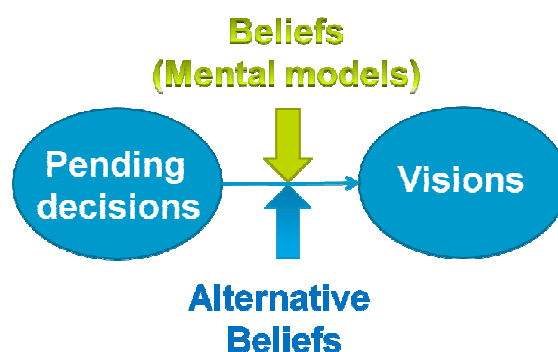 Beliefs
(Mental models)
Pending
decisions
Visions
Alternative
Beliefs